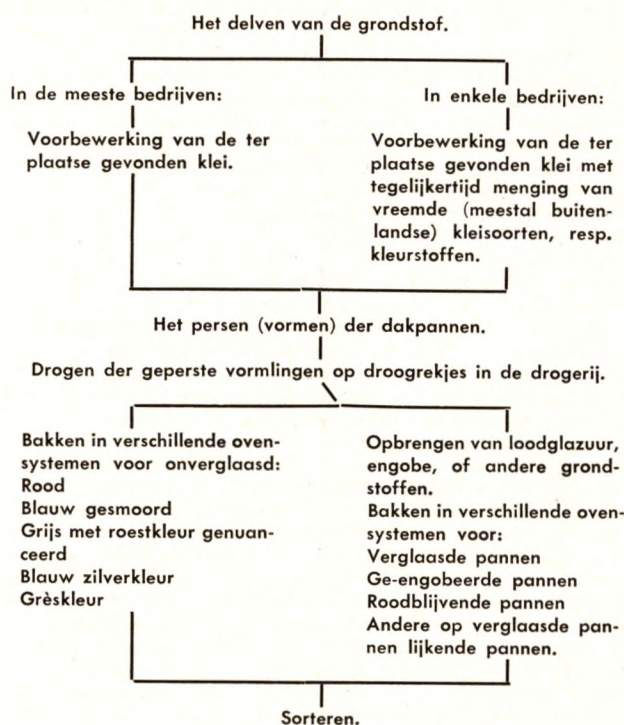 Het delven van de grondstof.
In de meeste bedrijven:
Voorbewerking van de ter
plaatse gevonden klei.
In enkele bedrijven:
Voorbewerking van de ter
plaatse gevonden klei met
tegelijkertijd menging van
vreemde (meestal buiten-
landse) kleisoorten, resp.
kleurstoffen.
Het persen (vormen) der dakpannen.
Drogen der geperste vormlingen op droogrekjes in de drogerij.
Bakken in verschillende oven-
systemen voor onverglaasd:
Rood
Blauw gesmoord
Grijs met roestkleur genuan-
ceerd
Blauw zilverkleur
Grèskleur
Opbrengen van loodglazuur,
engobe, of andere grond-
stoffen.
Bakken in verschillende oven-
systemen voor:
Verglaasde pannen
Ge-engobeerde pannen
Roodblijvende pannen
Andere op verglaasde pan-
nen lijkende pannen.
Sorteren.